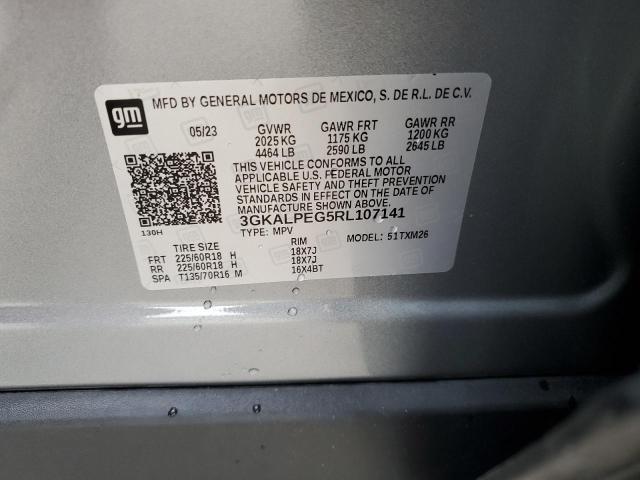 gm
MFD BY GENERAL MOTORS DE MEXICO, S. DE R.L. DE C.V.
05/23 GVWR GAWR FRT GAWR RR
2025 KG 1175 KG 1200 KG
4464 LB 2590 LB 2645 LB
THIS VEHICLE CONFORMS TO ALL
APPLICABLE U.S. FEDERAL MOTOR
VEHICLE SAFETY AND THEFT PREVENTION
STANDARDS IN EFFECT ON THE DATE OF
MANUFACTURE SHOWN ABOVE.
3GKALPEG5RL107141
130H TYPE: MPV MODEL: 51TXM26
TIRE SIZE RIM
FRT 225/60R18 H 18X7J
RR 225/60R18 H 18X7J
SPA T135/70R16 M 16X4BT